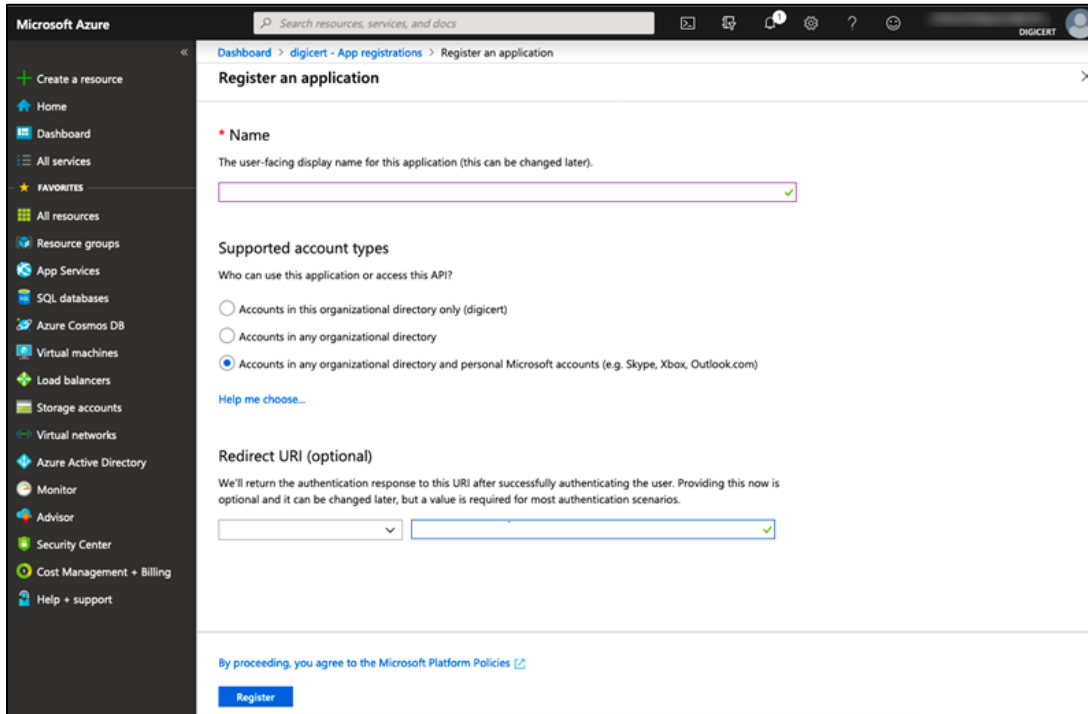 Microsoft Azure
Search resources, services, and docs
1
?
DIGICERT
«
Dashboard > digicert - App registrations > Register an application
Create a resource
Home
Dashboard
All services
FAVORITES
All resources
Resource groups
App Services
SQL databases
Azure Cosmos DB
Virtual machines
Load balancers
Storage accounts
Virtual networks
Azure Active Directory
Monitor
Advisor
Security Center
Cost Management + Billing
Help + support
Register an application
* Name
The user-facing display name for this application (this can be changed later).
Supported account types
Who can use this application or access this API?
Accounts in this organizational directory only (digicert)
Accounts in any organizational directory
Accounts in any organizational directory and personal Microsoft accounts (e.g. Skype, Xbox, Outlook.com)
Help me choose...
Redirect URI (optional)
We'll return the authentication response to this URI after successfully authenticating the user. Providing this now is
optional and it can be changed later, but a value is required for most authentication scenarios.
By proceeding, you agree to the Microsoft Platform Policies
Register